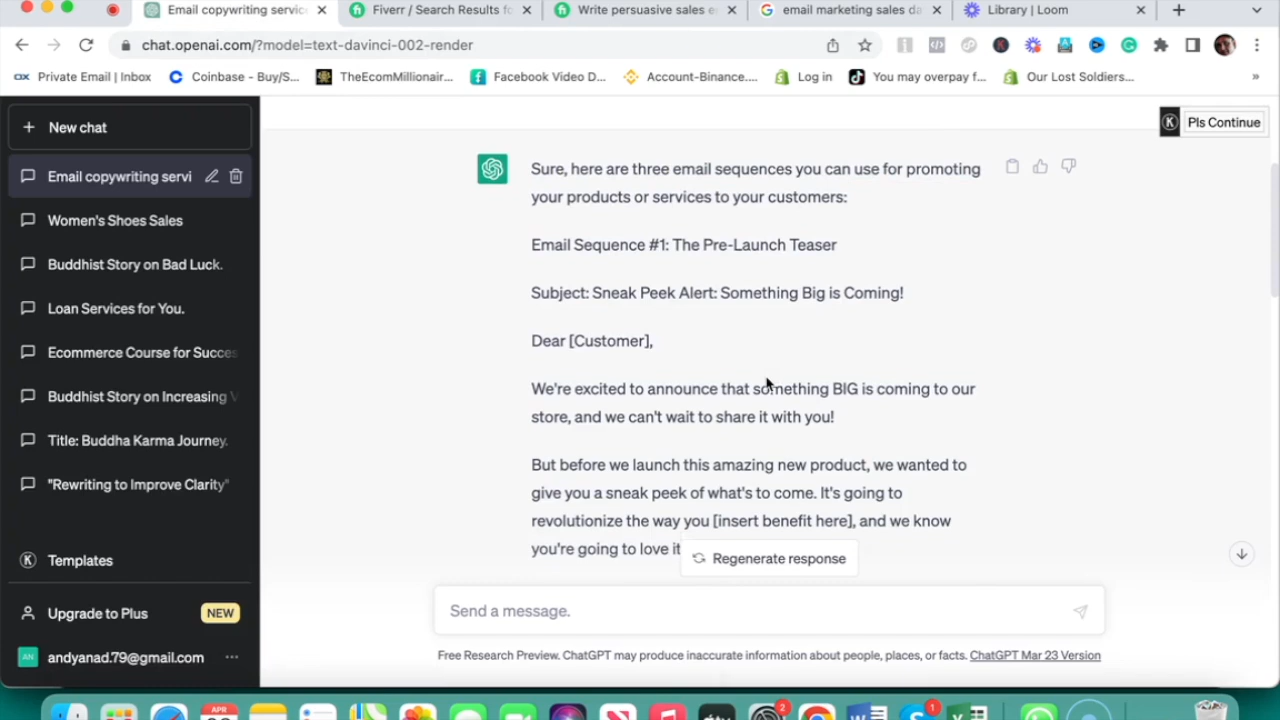 Email copywriting servic
Fiverr / Search Results fo
Write persuasive sales e
email marketing sales da
Library | Loom
chat.openai.com/?model=text-davinci-002-render
Private Email | Inbox
Coinbase - Buy/S...
TheEcomMillionair...
Facebook Video D...
Account-Binance....
Log in
You may overpay f...
Our Lost Soldiers...
»
New chat
Pls Continue
Email copywriting servi
Women's Shoes Sales
Buddhist Story on Bad Luck.
Loan Services for You.
Ecommerce Course for Succes
Buddhist Story on Increasing V
Title: Buddha Karma Journey.
"Rewriting to Improve Clarity"
Templates
Upgrade to Plus
NEW
AN
andyanad.79@gmail.com
Sure, here are three email sequences you can use for promoting
your products or services to your customers:
Email Sequence #1: The Pre-Launch Teaser
Subject: Sneak Peek Alert: Something Big is Coming!
Dear [Customer],
We're excited to announce that something BIG is coming to our
store, and we can't wait to share it with you!
But before we launch this amazing new product, we wanted to
give you a sneak peek of what's to come. It's going to
revolutionize the way you [insert benefit here], and we know
you're going to love it
Regenerate response
Send a message.
Free Research Preview. ChatGPT may produce inaccurate information about people, places, or facts. ChatGPT Mar 23 Version
APR
2
1